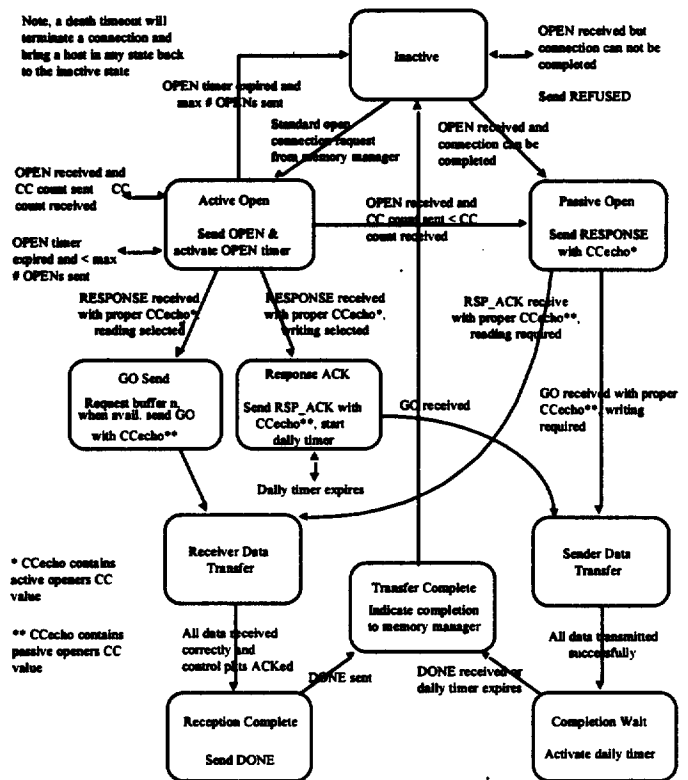 Note, a death timeout will
terminate a connection and
bring a host in any state back
to the inactive state
Inactive
OPEN received but
connection can not be
completed
Send REFUSED
OPEN timer expired and
max # OPENs sent
Standard open
connection request
from memory manager
OPEN received and
connection can be
completed
OPEN received and
CC count sent CC
count received
Active Open
Send OPEN &
activate OPEN timer
OPEN received and
CC count sent < CC
count received
Passive Open
Send RESPONSE
with CCecho*
OPEN timer
expired and < max
# OPENs sent
RESPONSE received
with proper CCecho*,
reading selected
RESPONSE received
with proper CCecho*,
writing selected
RSP_ACK receive
with proper CCecho**,
reading required
GO Send
Request buffer n,
when avail. send GO
with CCecho**
Response ACK
Send RSP_ACK with
CCecho**, start
daily timer
GO received
GO received with proper
CCecho**, writing
required
Daily timer expires
Receiver Data
Transfer
Sender Data
Transfer
* CCecho contains
active openers CC
value
Transfer Complete
Indicate completion
to memory manager
** CCecho contains
passive openers CC
value
All data received
correctly and
control pkts ACKed
All data transmitted
successfully
DONE sent
DONE received or
daily timer expires
Reception Complete
Send DONE
Completion Wait
Activate daily timer